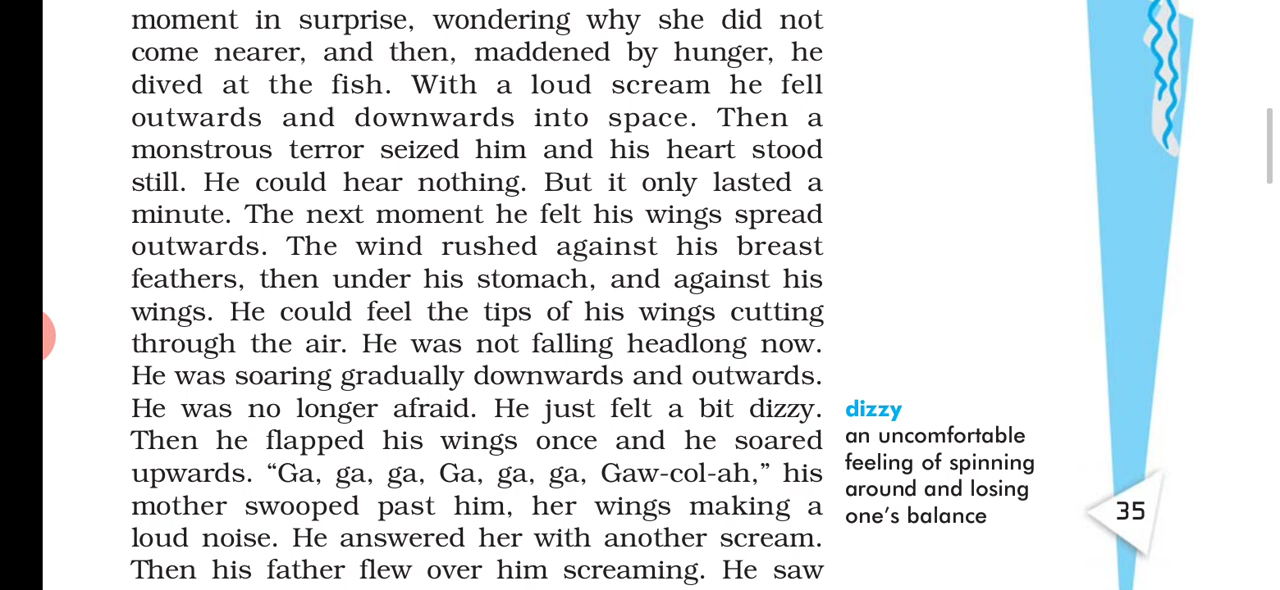 moment in surprise, wondering why she did not
come nearer, and then, maddened by hunger, he
dived at the fish. With a loud scream he fell
outwards and downwards into space. Then a
monstrous terror seized him and his heart stood
still. He could hear nothing. But it only lasted a
minute. The next moment he felt his wings spread
outwards. The wind rushed against his breast
feathers, then under his stomach, and against his
wings. He could feel the tips of his wings cutting
through the air. He was not falling headlong now.
He was soaring gradually downwards and outwards.
He was no longer afraid. He just felt a bit dizzy.
Then he flapped his wings once and he soared
upwards. “Ga, ga, ga, Ga, ga, ga, Gaw-col-ah,” his
mother swooped past him, her wings making a
loud noise. He answered her with another scream.
Then his father flew over him screaming. He saw
dizzy
an uncomfortable
feeling of spinning
around and losing
one’s balance
35